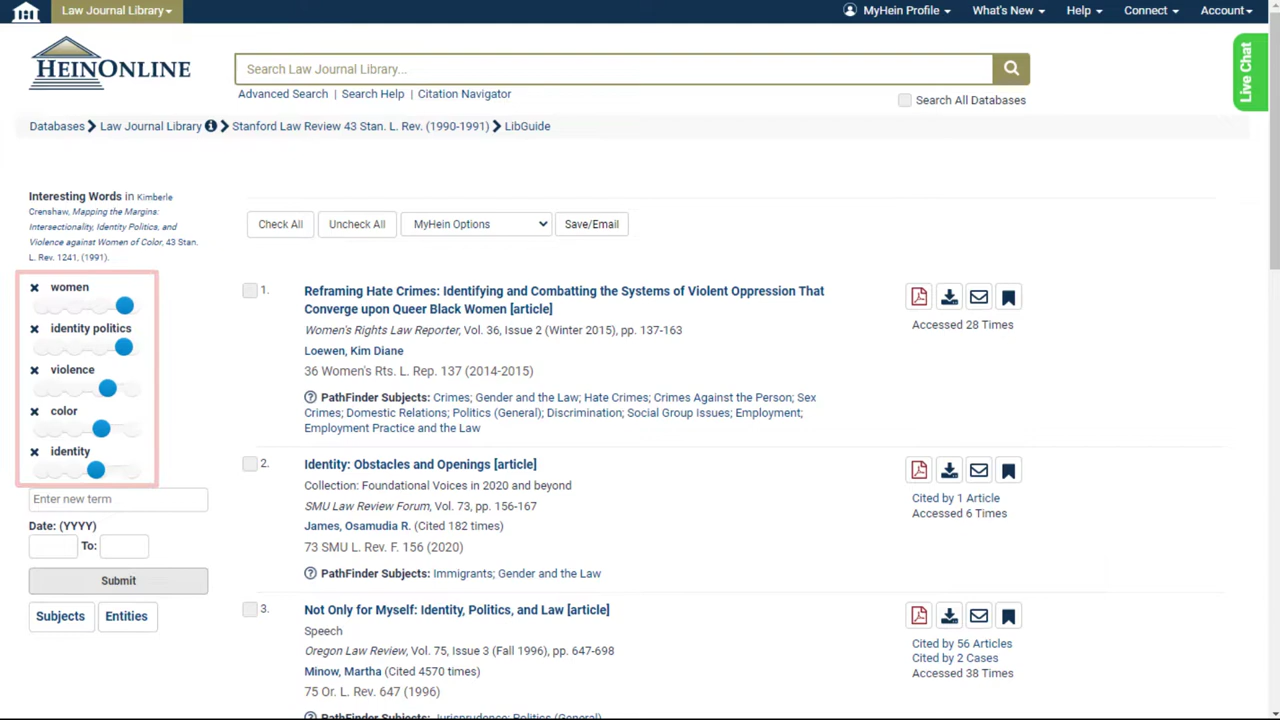 Law Journal Library
MyHein Profile What's New Help Connect Account
HEINONLINE
Search Law Journal Library...
Advanced Search | Search Help | Citation Navigator
Search All Databases
Live Chat
Databases Law Journal Library Stanford Law Review 43 Stan. L. Rev. (1990-1991) LibGuide
Interesting Words in Kimberle
Crenshaw, Mapping the Margins:
Intersectionality, Identity Politics, and
Violence against Women of Color, 43 Stan.
L. Rev. 1241, (1991).
women
identity politics
violence
color
identity
Enter new term
Date: (YYYY)
To:
Submit
Subjects Entities
Check All Uncheck All MyHein Options Save/Email
1. Reframing Hate Crimes: Identifying and Combatting the Systems of Violent Oppression That
Converge upon Queer Black Women [article]
Women's Rights Law Reporter, Vol. 36, Issue 2 (Winter 2015), pp. 137-163
Loewen, Kim Diane
36 Women's Rts. L. Rep. 137 (2014-2015)
PathFinder Subjects: Crimes; Gender and the Law; Hate Crimes; Crimes Against the Person; Sex
Crimes; Domestic Relations; Politics (General); Discrimination; Social Group Issues; Employment;
Employment Practice and the Law
Accessed 28 Times
2. Identity: Obstacles and Openings [article]
Collection: Foundational Voices in 2020 and beyond
SMU Law Review Forum, Vol. 73, pp. 156-167
James, Osamudia R. (Cited 182 times)
73 SMU L. Rev. F. 156 (2020)
PathFinder Subjects: Immigrants; Gender and the Law
Cited by 1 Article
Accessed 6 Times
3. Not Only for Myself: Identity, Politics, and Law [article]
Speech
Oregon Law Review, Vol. 75, Issue 3 (Fall 1996), pp. 647-698
Minow, Martha (Cited 4570 times)
75 Or. L. Rev. 647 (1996)
PathFinder Subjects: Jurisprudence; Politics (General)
Cited by 56 Articles
Cited by 2 Cases
Accessed 38 Times